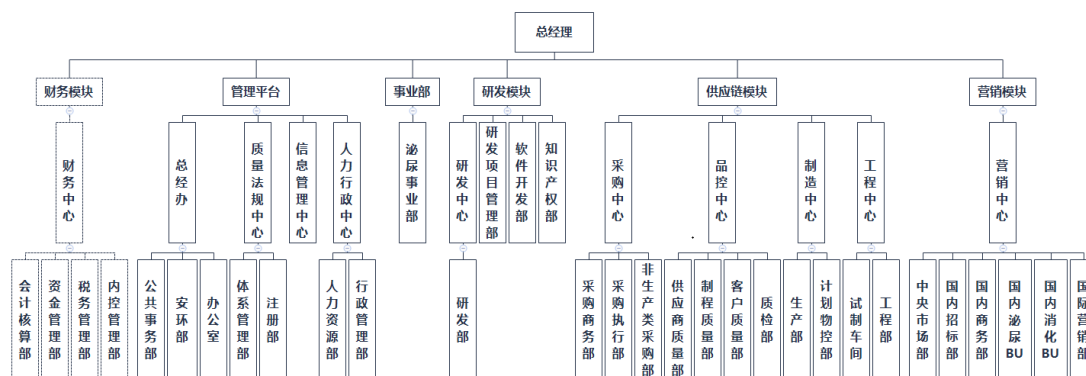 总经理
财务模块
管理平台
事业部
研发模块
供应链模块
营销模块
财务中心
总经办
质量法规中心
信息管理中心
人力行政中心
泌尿事业部
研发中心
研发项目管理部
软件开发部
知识产权部
采购中心
品控中心
制造中心
工程中心
营销中心
会计核算部
资金管理部
税务管理部
内控管理部
公共事务部
安环部
办公室
体系管理部
注册部
人力资源部
行政管理部
研发部
采购商务部
采购执行部
非生产类采购部
供应商质量部
制程质量部
客户质量部
质检部
生产部
计划物控部
试制车间
工程部
中央市场部
国内招标部
国内商务部
国内泌尿BU
国内消化BU
国际营销部